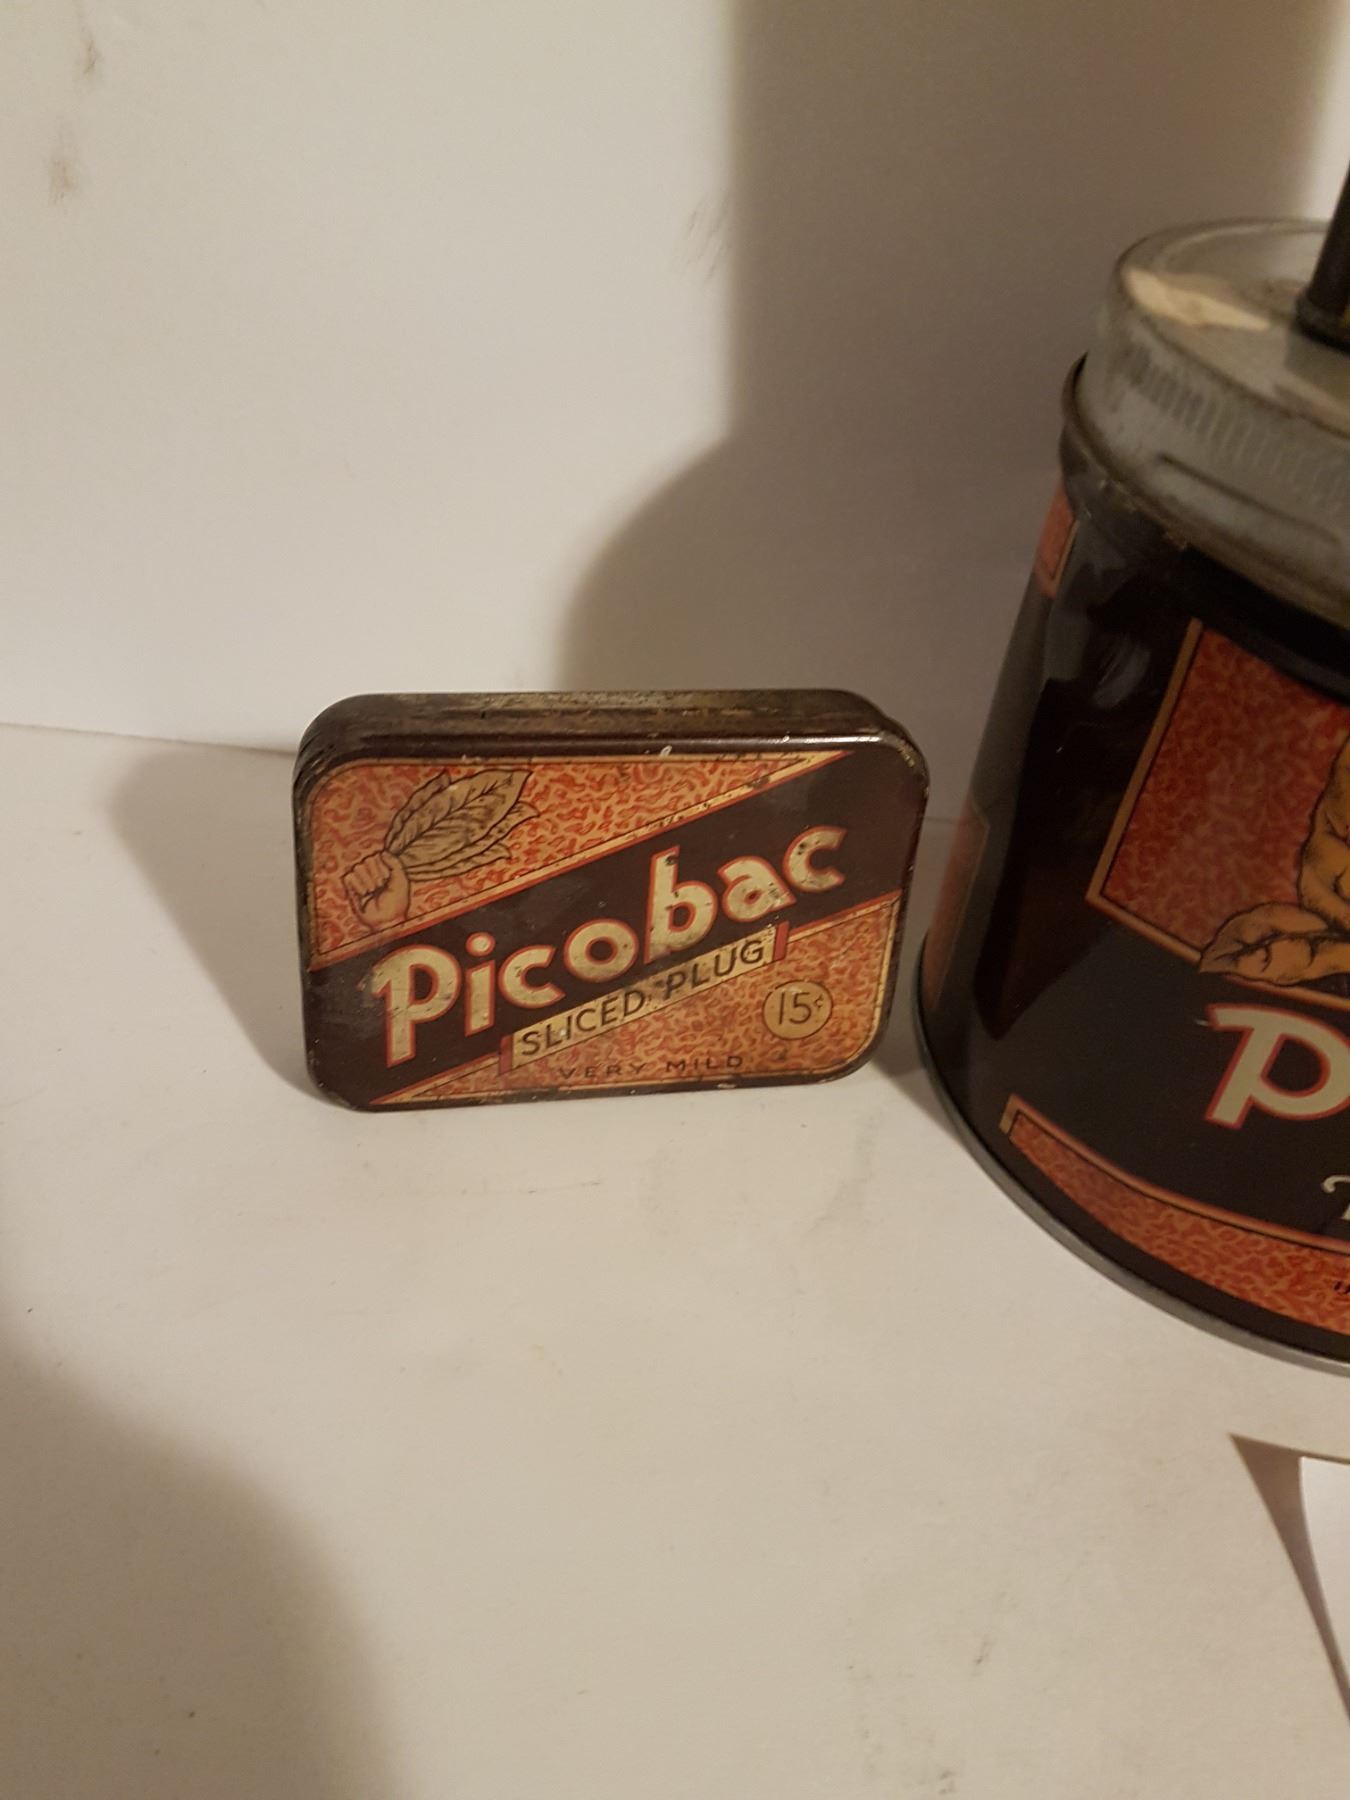 Picobac
SLICED PLUG
15¢
VERY MILD
P